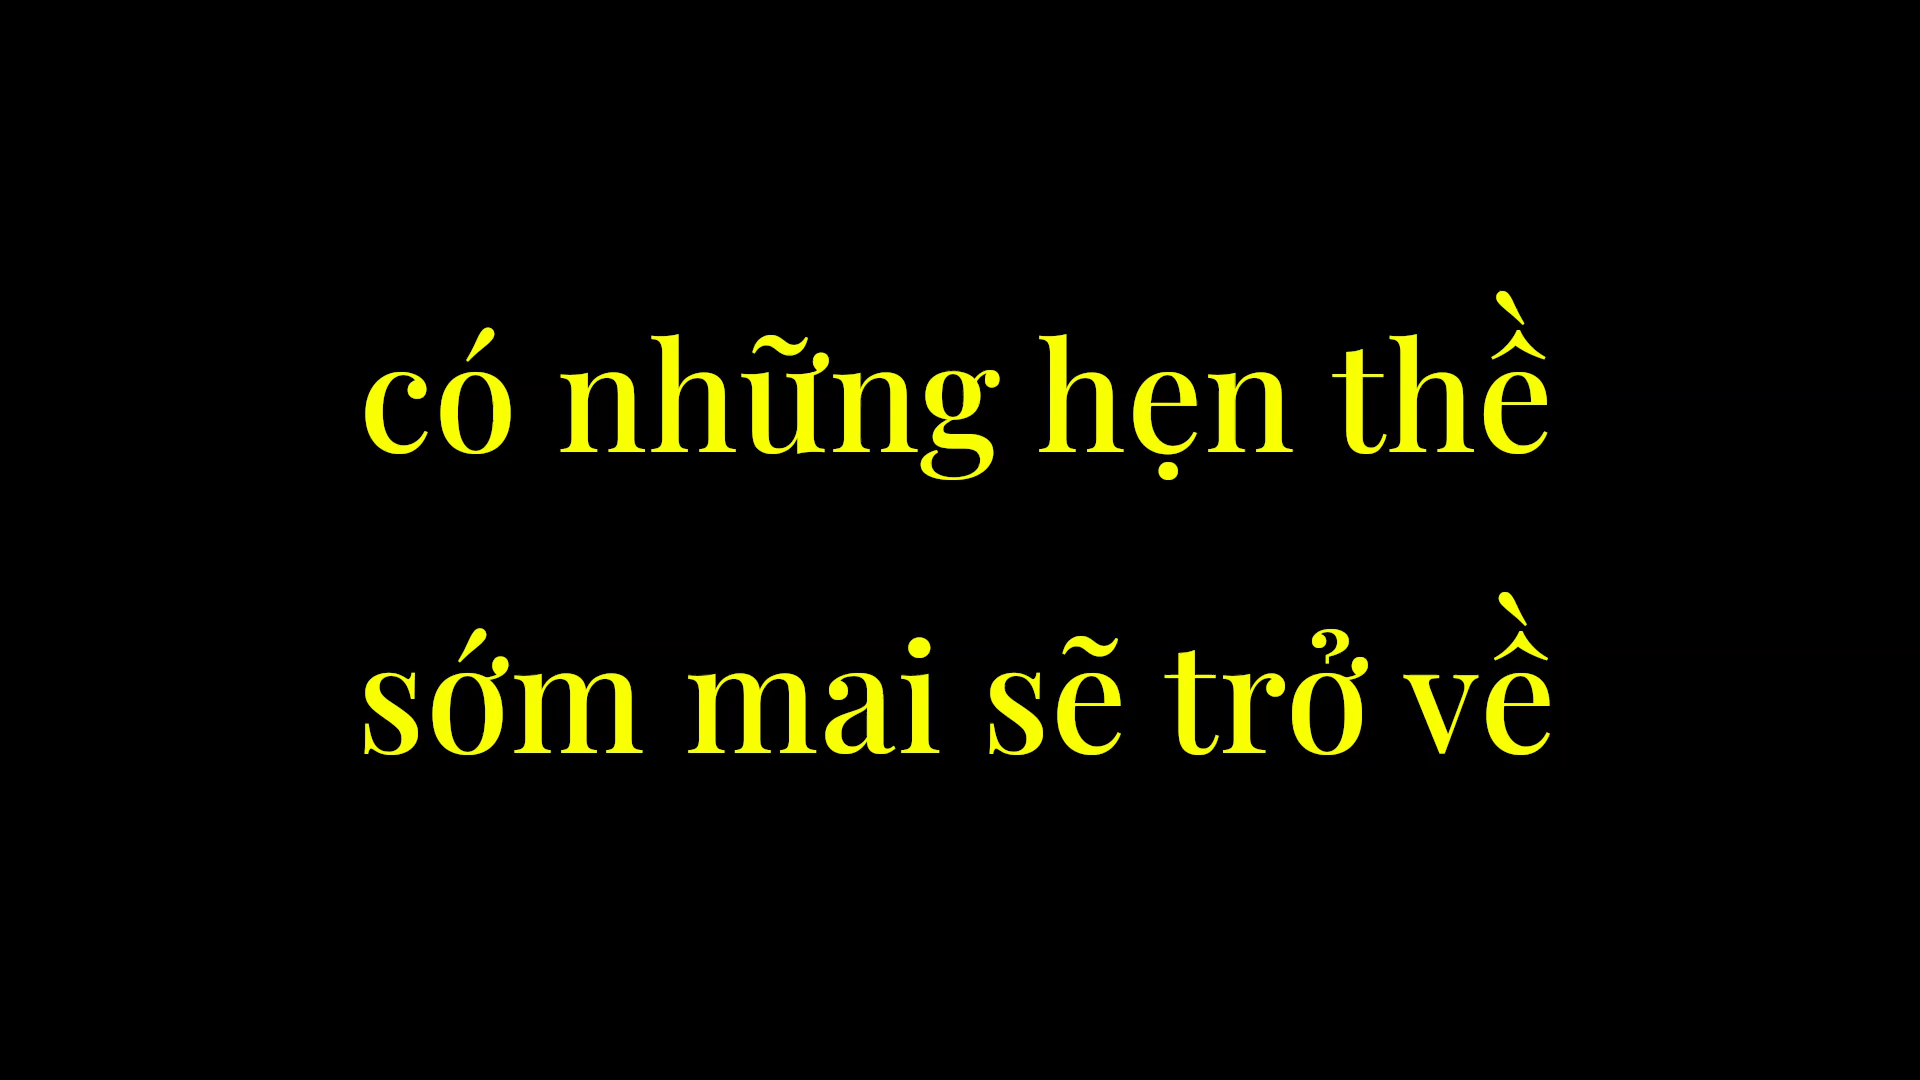 có những hẹn thề
sớm mai sẽ trở về